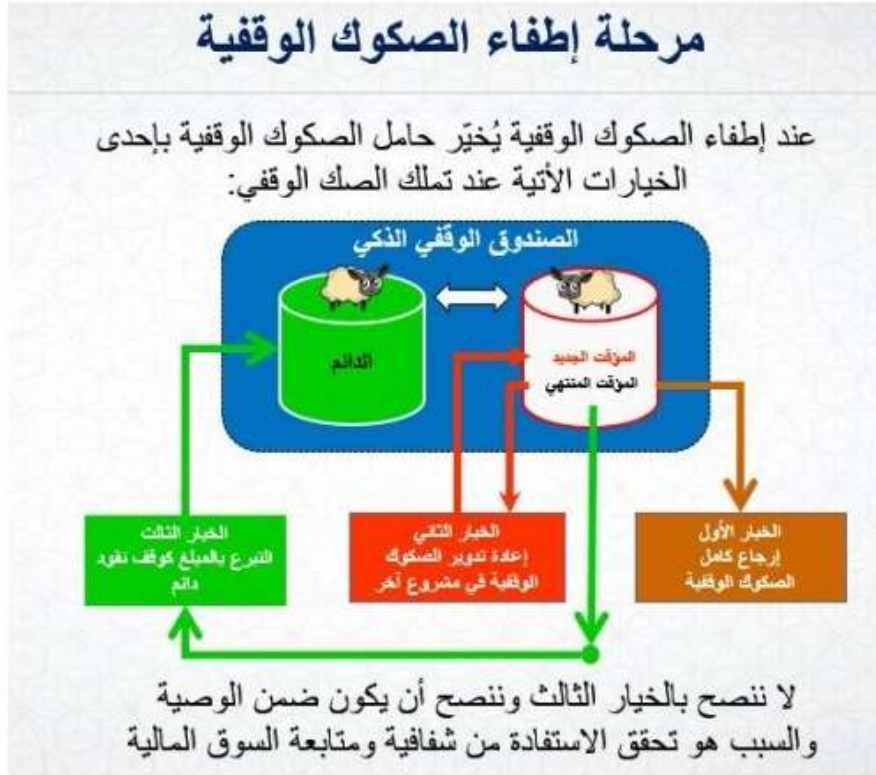 مرحلة إطفاء الصكوك الوقفية
عند إطفاء الصكوك الوقفية يُخيّر حامل الصكوك الوقفية بإحدى
الخيارات الأتية عند تملك الصك الوقفي:
الصندوق الوقفي الذكي
المؤقت الجديد
المؤقت المنتهي
الدائم
الخيار الأول
إرجاع كامل
الصكوك الوقفية
الخيار الثاني
إعادة تدوير الصكوك
الوقفية في مشروع آخر
الخيار الثالث
التبرع بالمبلغ كوقف نقود
دائم
لا ننصح بالخيار الثالث وننصح أن يكون ضمن الوصية
والسبب هو تحقق الاستفادة من شفافية ومتابعة السوق المالية